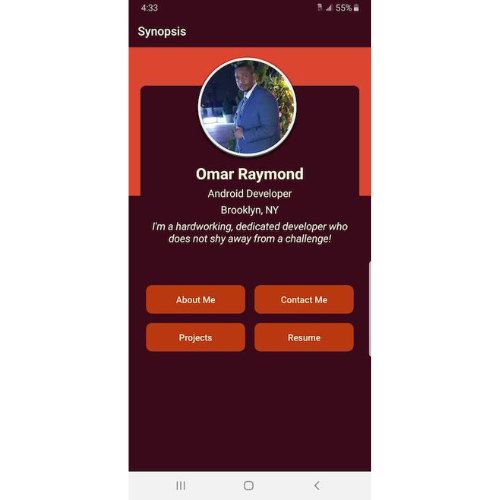 4:33 55%
Synopsis
Omar Raymond
Android Developer
Brooklyn, NY
I'm a hardworking, dedicated developer who
does not shy away from a challenge!
About Me Contact Me
Projects Resume